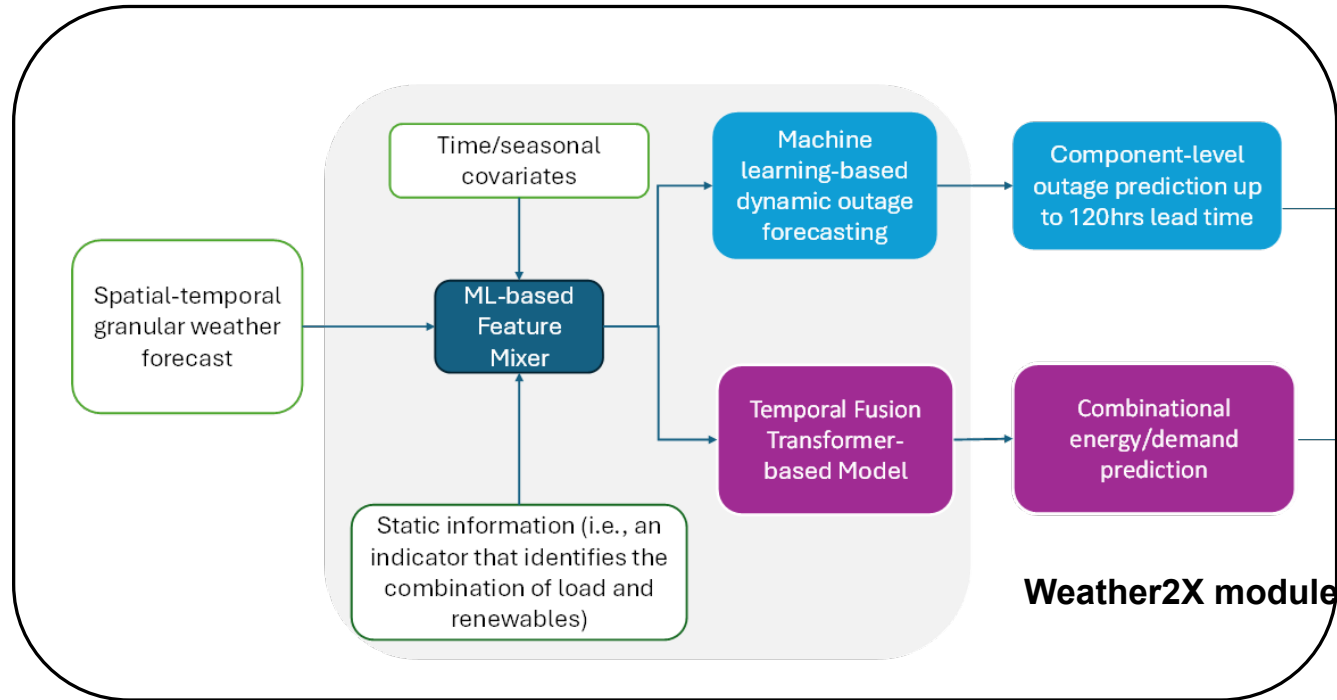 Time/seasonal
covariates
Machine
learning-based
dynamic outage
forecasting
Component-level
outage prediction up
to 120hrs lead time
Spatial-temporal
granular weather
forecast
ML-based
Feature
Mixer
Temporal Fusion
Transformer-
based Model
Combinational
energy/demand
prediction
Static information (i.e., an
indicator that identifies the
combination of load and
renewables)
Weather2X module